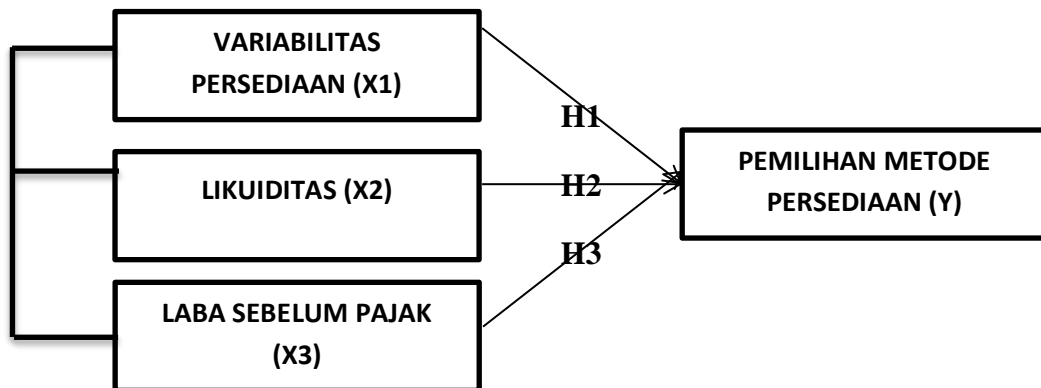 VARIABILITAS
PERSEDIAAN (X1)
H1
LIKUIDITAS (X2)
H2
PEMILIHAN METODE
PERSEDIAAN (Y)
H3
LABA SEBELUM PAJAK
(X3)